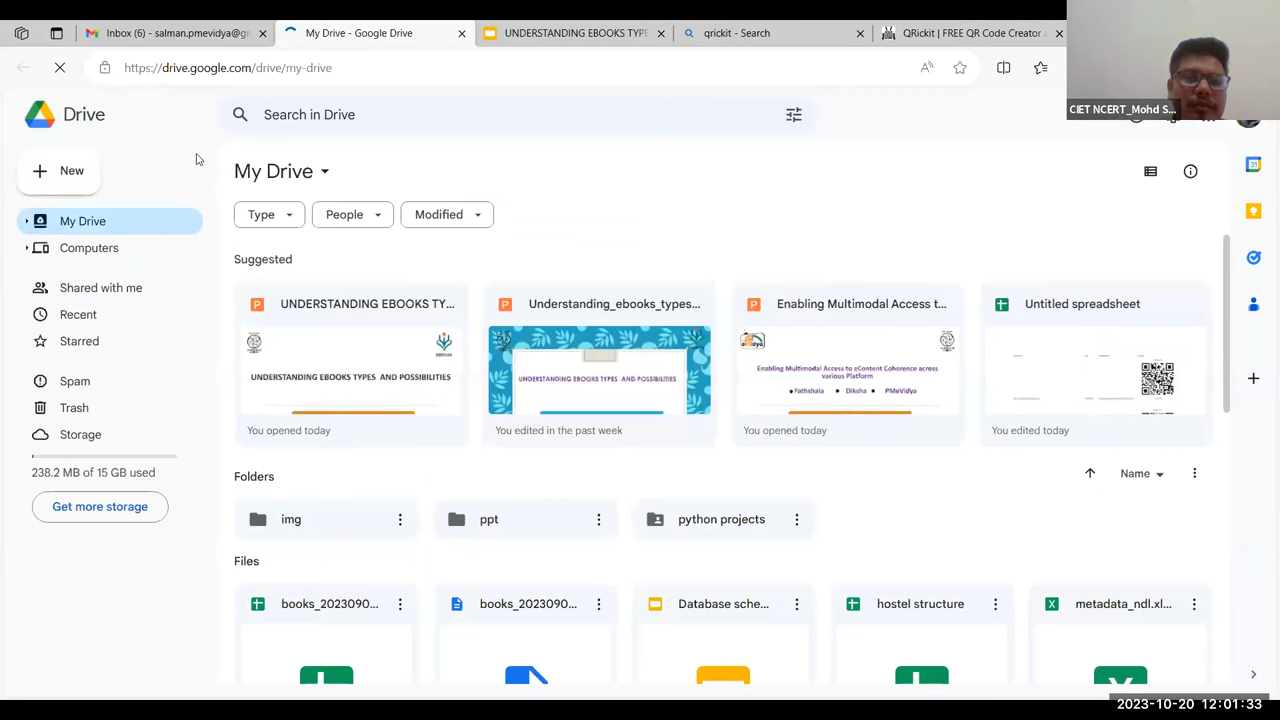 Inbox (6) - salman.pmevidya@g
My Drive - Google Drive
UNDERSTANDING EBOOKS TYPE
qrickit - Search
QRickit | FREE QR Code Creator a
https://drive.google.com/drive/my-drive
CIET NCERT_Mohd S...
Drive
Search in Drive
New
My Drive
Computers
Shared with me
Recent
Starred
Spam
Trash
Storage
238.2 MB of 15 GB used
Get more storage
My Drive
Type
People
Modified
Suggested
UNDERSTANDING EBOOKS TY...
Understanding_ebooks_types...
Enabling Multimodal Access t...
Untitled spreadsheet
UNDERSTANDING EBOOKS TYPES AND POSSIBILITIES
UNDERSTANDING EBOOKS TYPES AND POSSIBILITIES
Enabling Multimodal Access to eContent Coherence across
various Platform
• Pathshala • Diksha • PMeVidya
You opened today
You edited in the past week
You opened today
You edited today
Folders
Name
img
ppt
python projects
Files
books_2023090...
books_2023090...
Database sche...
hostel structure
metadata_ndl.xl...
2023-10-20 12:01:33